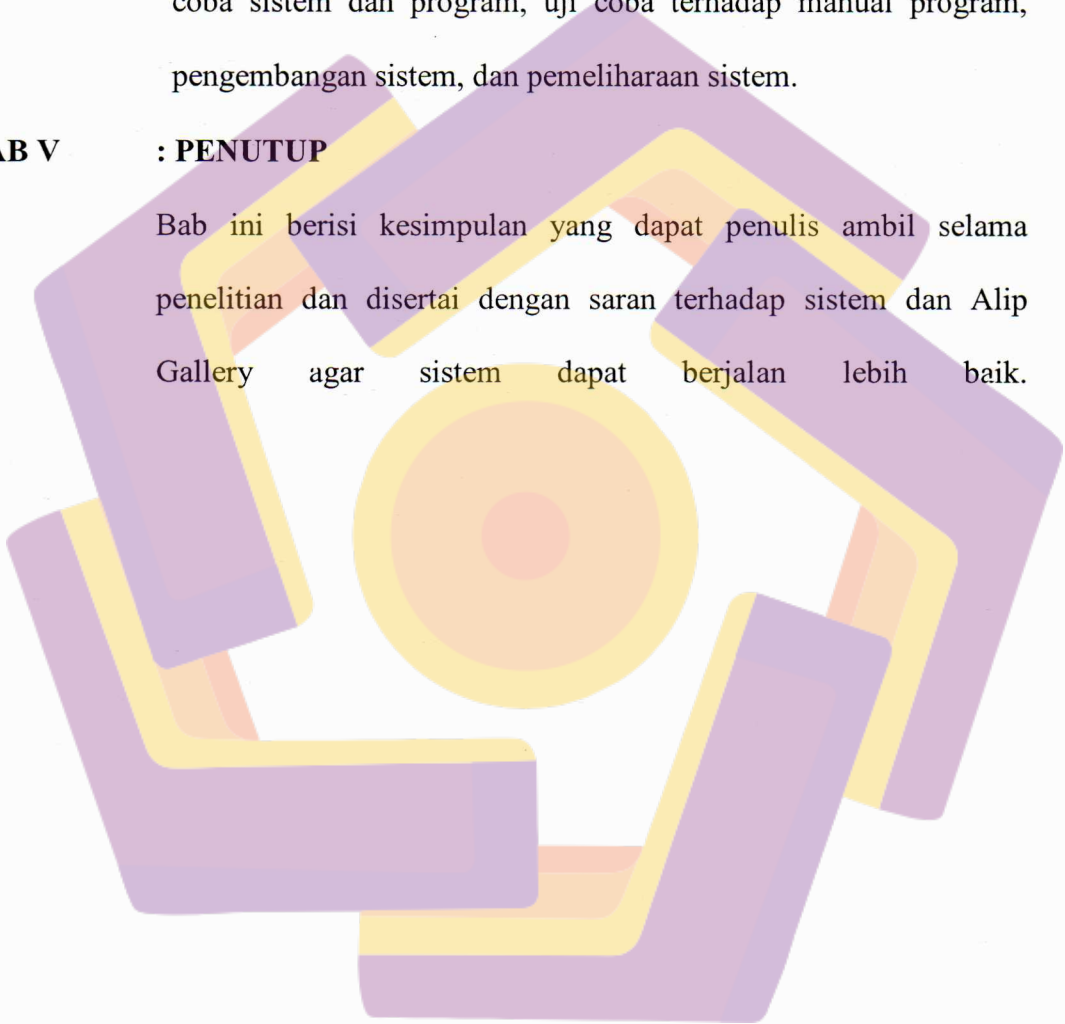 coba sistem dan program, uji coba terhadap manual program,
pengembangan sistem, dan pemeliharaan sistem.
AB V : PENUTUP
Bab ini berisi kesimpulan yang dapat penulis ambil selama
penelitian dan disertai dengan saran terhadap sistem dan Alip
Gallery agar sistem dapat berjalan lebih baik.